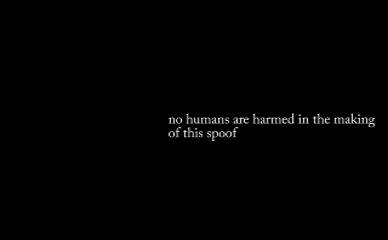 no humans are harmed in the making
of this spoof